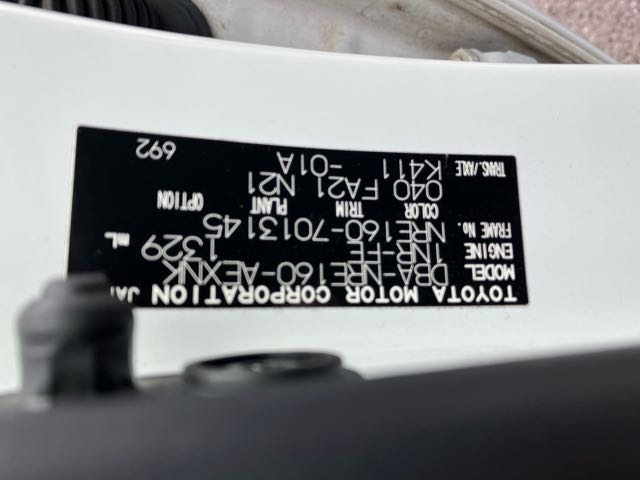 TOYOTA MOTOR CORPORATION JA
MODEL DBA-NRE160-AEXNK
ENGINE 1NR-FE 1329 mL
FRAME No. NRE160-7013145
COLOR TRIM PLANT OPTION
040 FA21 N21
TRANS./AXLE K411 -01A
692